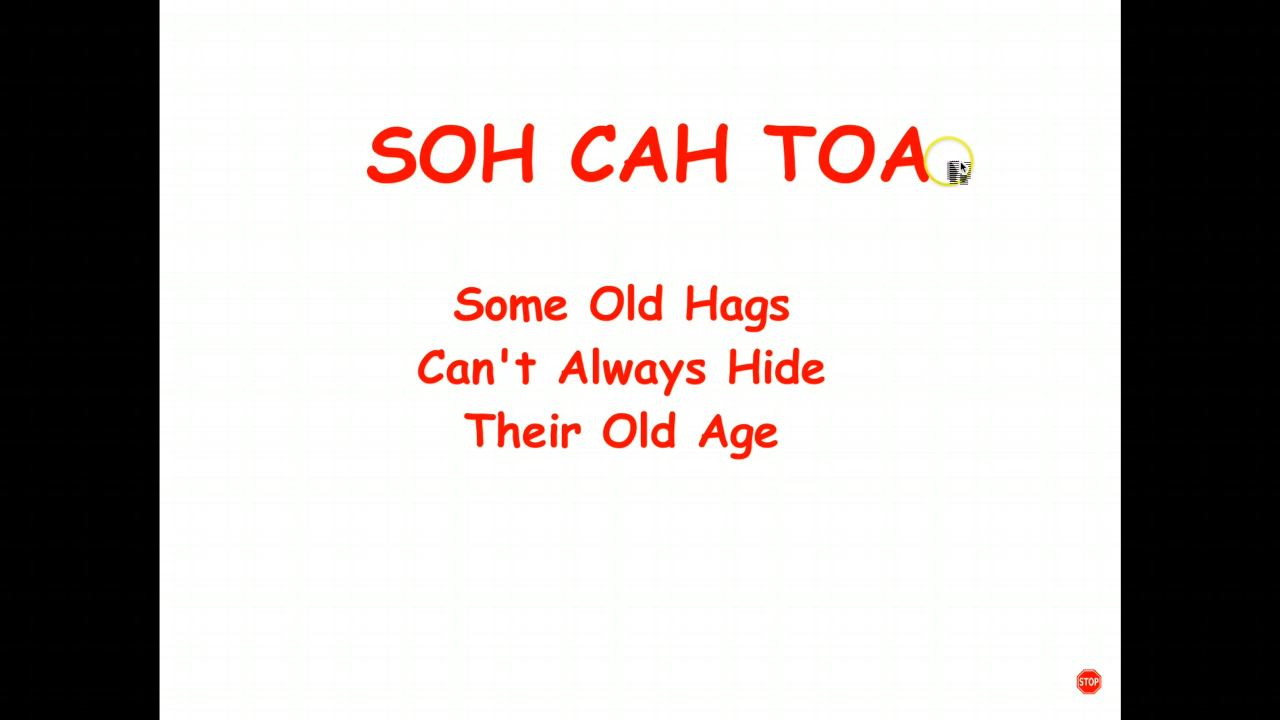 SOH CAH TOA
Some Old Hags
Can't Always Hide
Their Old Age
STOP